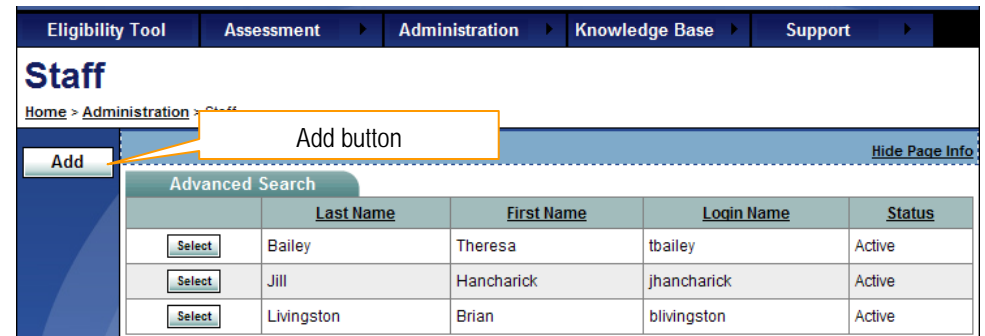 Eligibility Tool Assessment Administration Knowledge Base Support
Staff
Home > Administration > Staff
Add button
Add
Hide Page Info
Advanced Search
Last Name First Name Login Name Status
Select Bailey Theresa tbailey Active
Select Jill Hancharick jhancharick Active
Select Livingston Brian blivingston Active